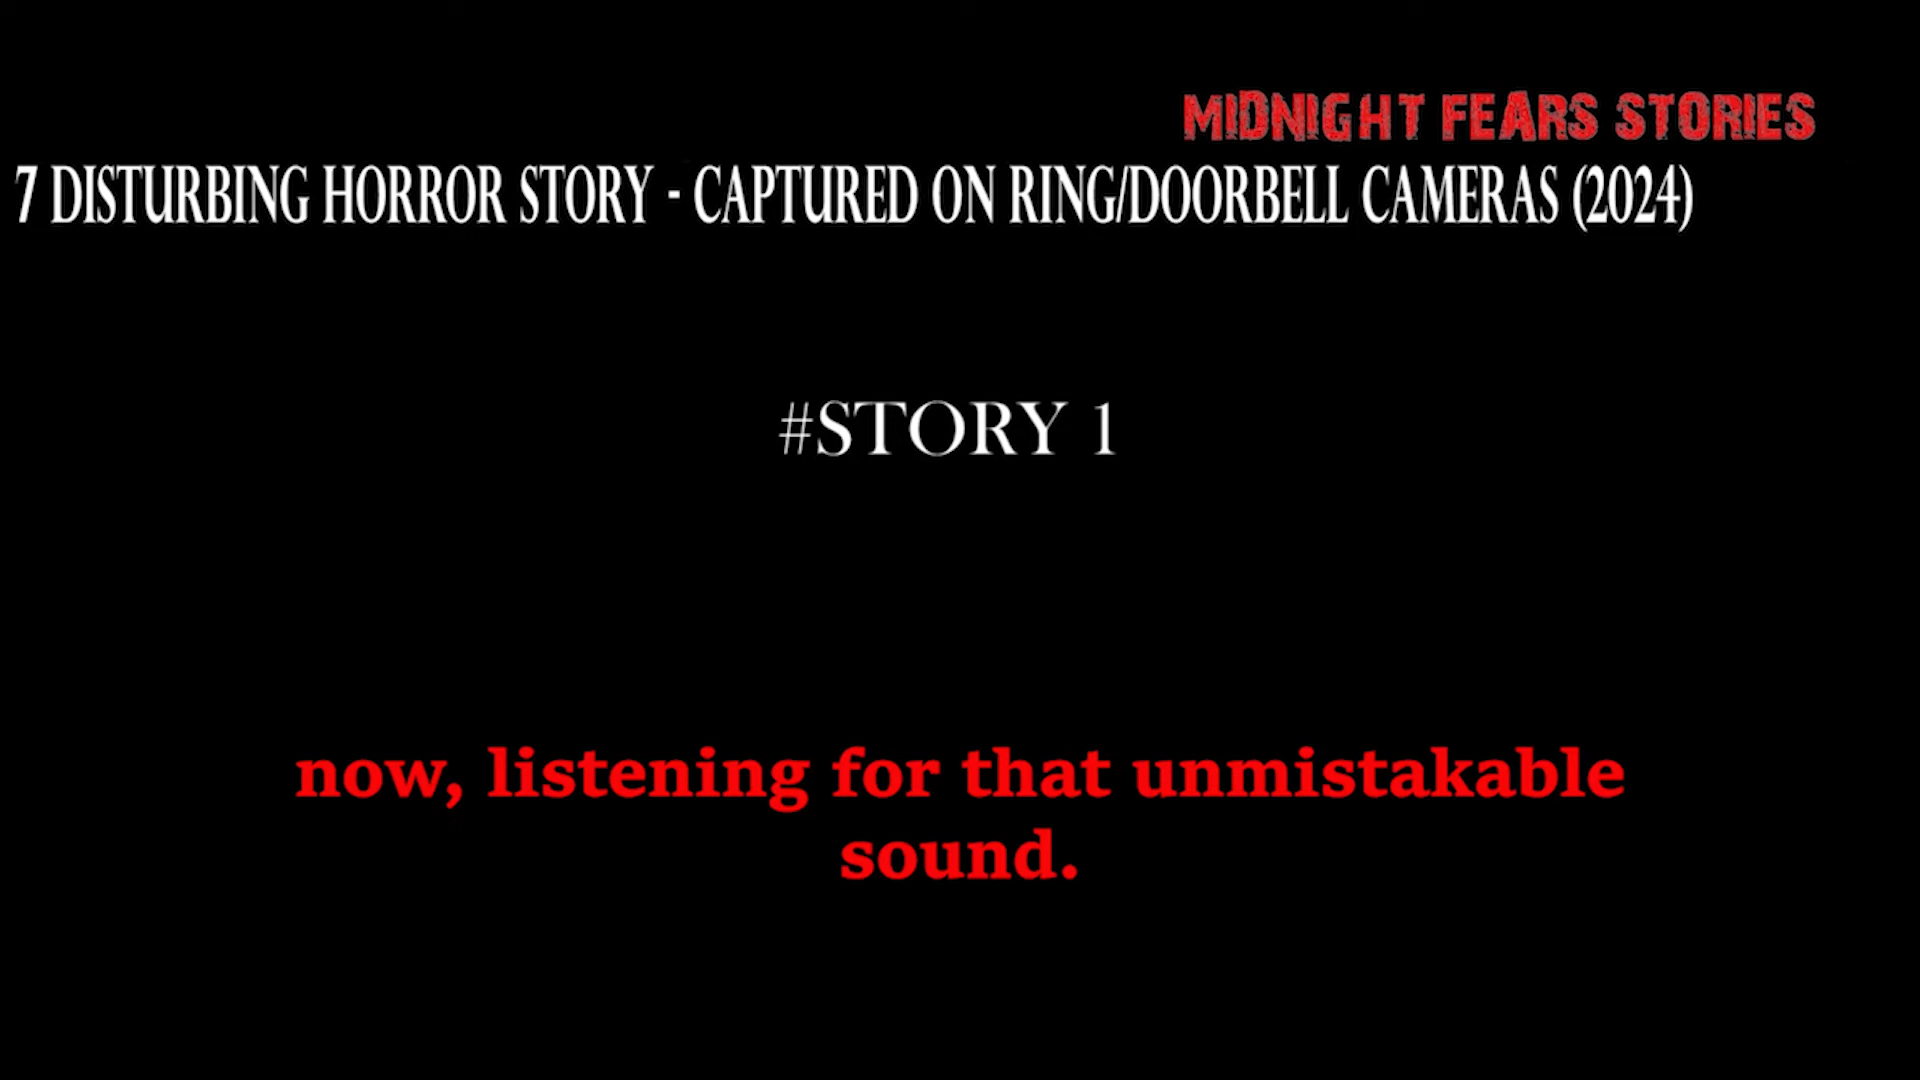 MIDNIGHT FEARS STORIES
7 DISTURBING HORROR STORY - CAPTURED ON RING/DOORBELL CAMERAS (2024)
#STORY 1
now, listening for that unmistakable
sound.